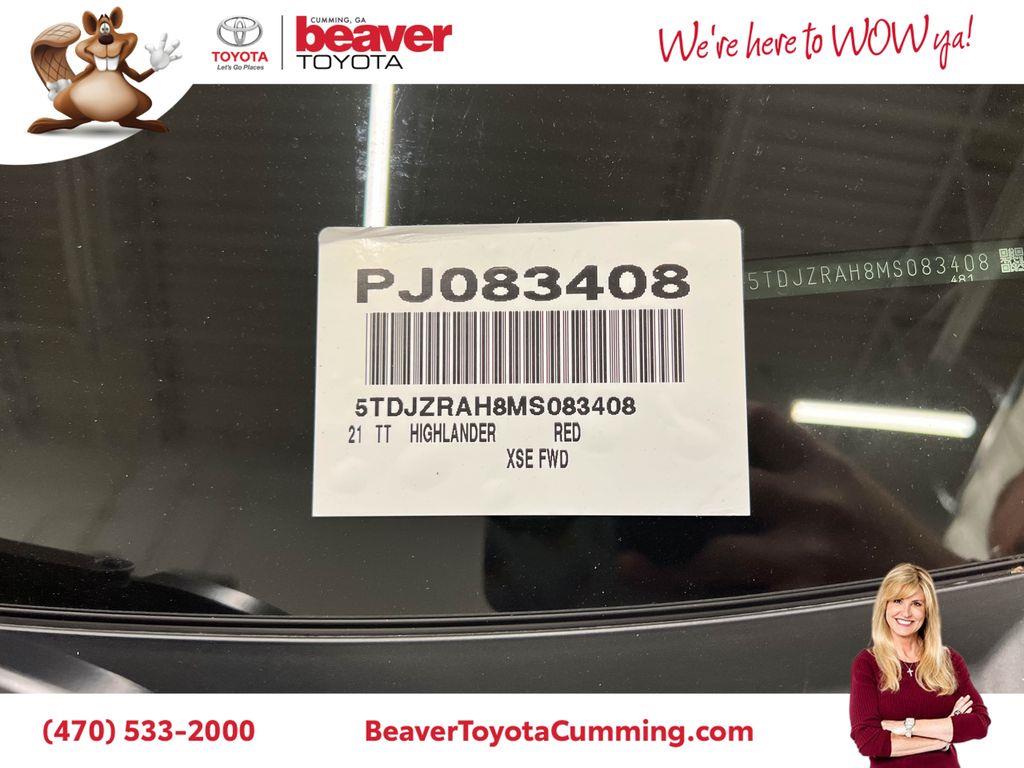 CUMMING, GA
TOYOTA
Let's Go Places
beaver
TOYOTA
We're here to WOW ya!
PJ083408
5TDJZRAH8MS083408
481
5TDJZRAH8MS083408
21 TT HIGHLANDER RED
XSE FWD
(470) 533-2000
BeaverToyotaCumming.com